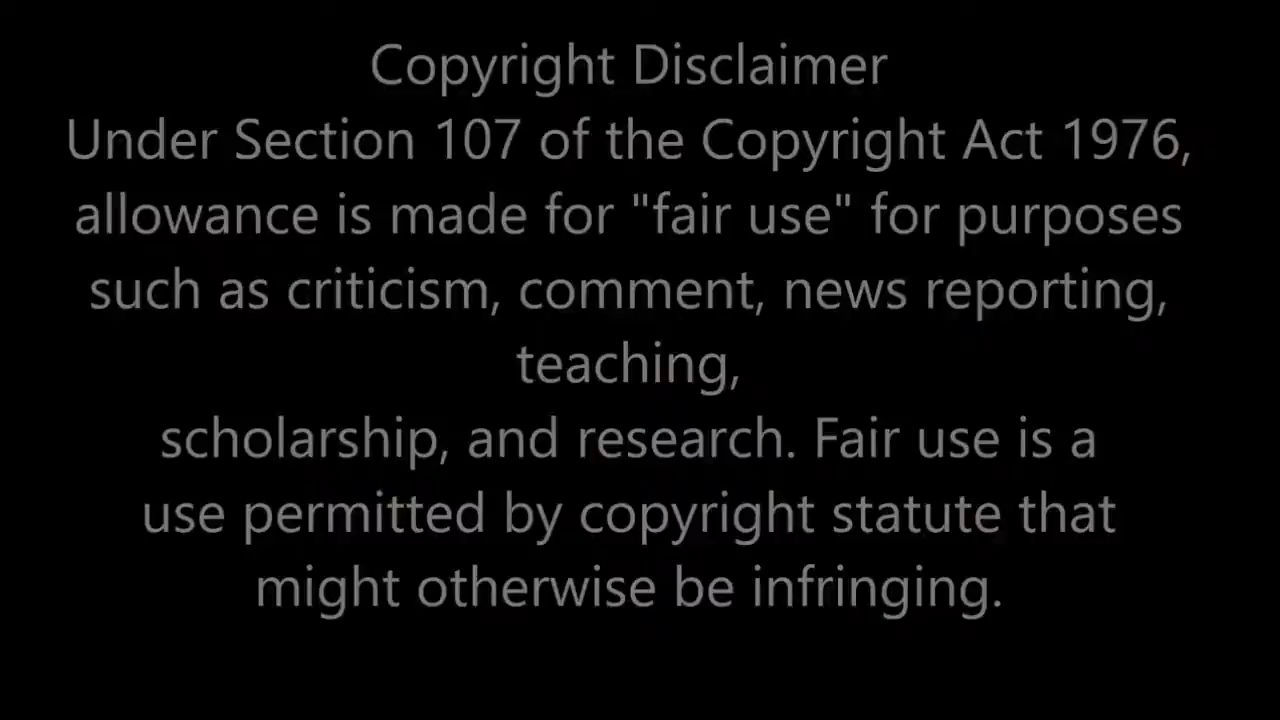 Copyright Disclaimer
Under Section 107 of the Copyright Act 1976,
allowance is made for "fair use" for purposes
such as criticism, comment, news reporting,
teaching,
scholarship, and research. Fair use is a
use permitted by copyright statute that
might otherwise be infringing.